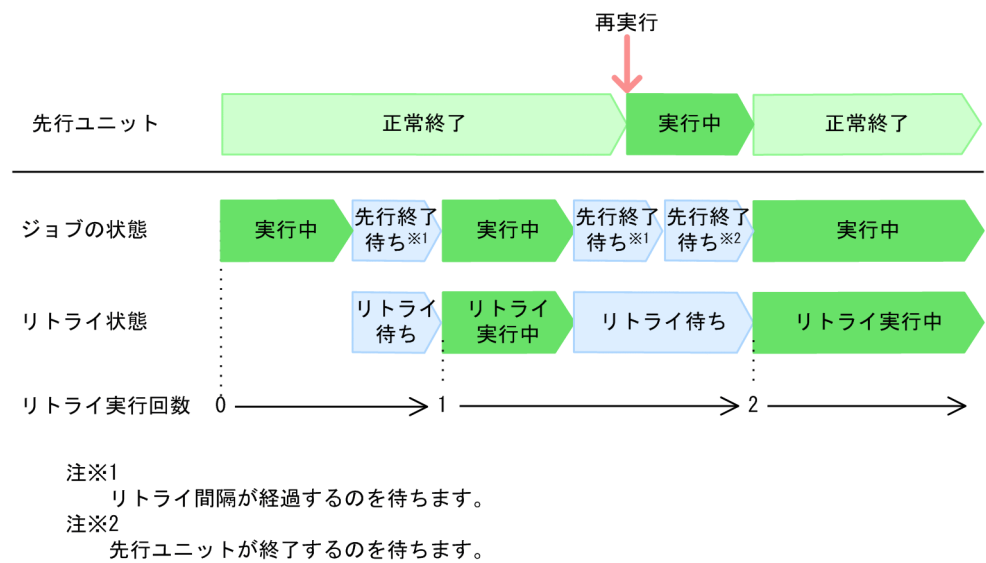 再実行
先行ユニット
正常終了
実行中
正常終了
ジョブの状態
実行中
先行終了
待ち※1
実行中
先行終了
待ち※1
先行終了
待ち※2
実行中
リトライ状態
リトライ
待ち
リトライ
実行中
リトライ待ち
リトライ実行中
リトライ実行回数
0
1
2
注※1
リトライ間隔が経過するのを待ちます。
注※2
先行ユニットが終了するのを待ちます。